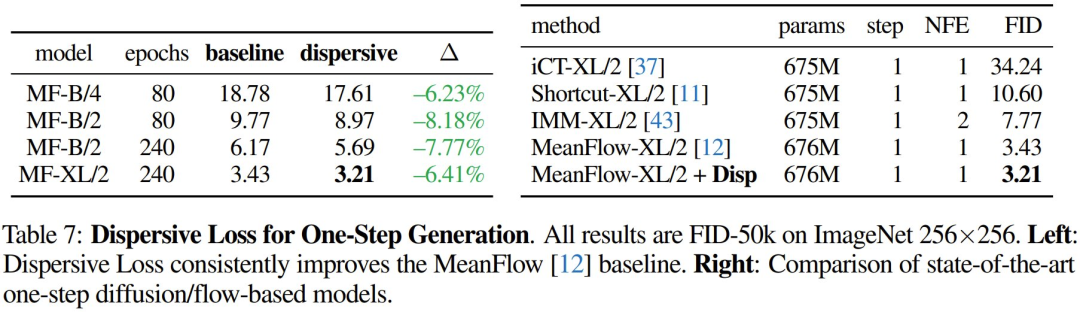 model epochs baseline dispersive Δ
MF-B/4 80 18.78 17.61 –6.23%
MF-B/2 80 9.77 8.97 –8.18%
MF-B/2 240 6.17 5.69 –7.77%
MF-XL/2 240 3.43 3.21 –6.41%
method params step NFE FID
iCT-XL/2 [37] 675M 1 1 34.24
Shortcut-XL/2 [11] 675M 1 1 10.60
IMM-XL/2 [43] 675M 1 2 7.77
MeanFlow-XL/2 [12] 676M 1 1 3.43
MeanFlow-XL/2 + Disp 676M 1 1 3.21
Table 7: Dispersive Loss for One-Step Generation. All results are FID-50k on ImageNet 256×256. Left:
Dispersive Loss consistently improves the MeanFlow [12] baseline. Right: Comparison of state-of-the-art
one-step diffusion/flow-based models.